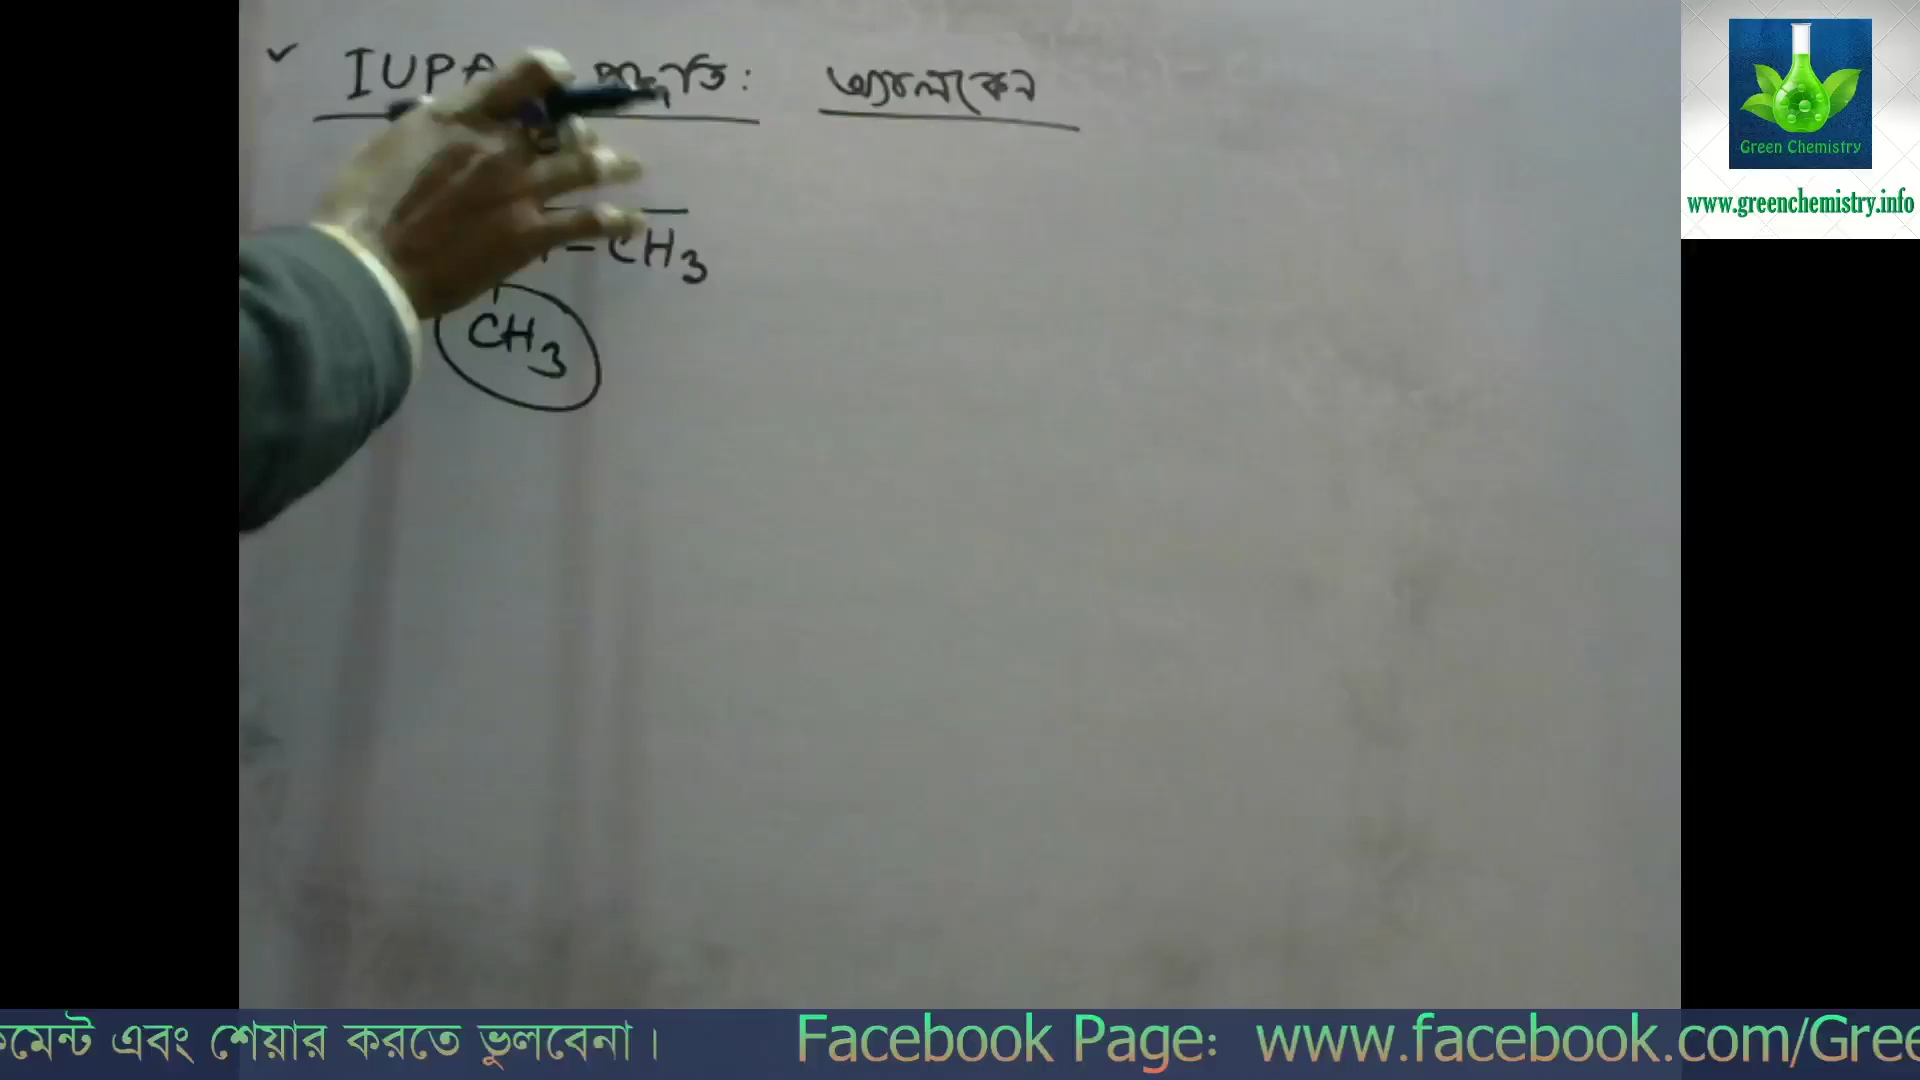 ✓ IUPA পদ্ধতি: অ্যালকেন
- CH3
CH3
Green Chemistry
www.greenchemistry.info
কমেন্ট এবং শেয়ার করতে ভুলবেনা। Facebook Page: www.facebook.com/Gree